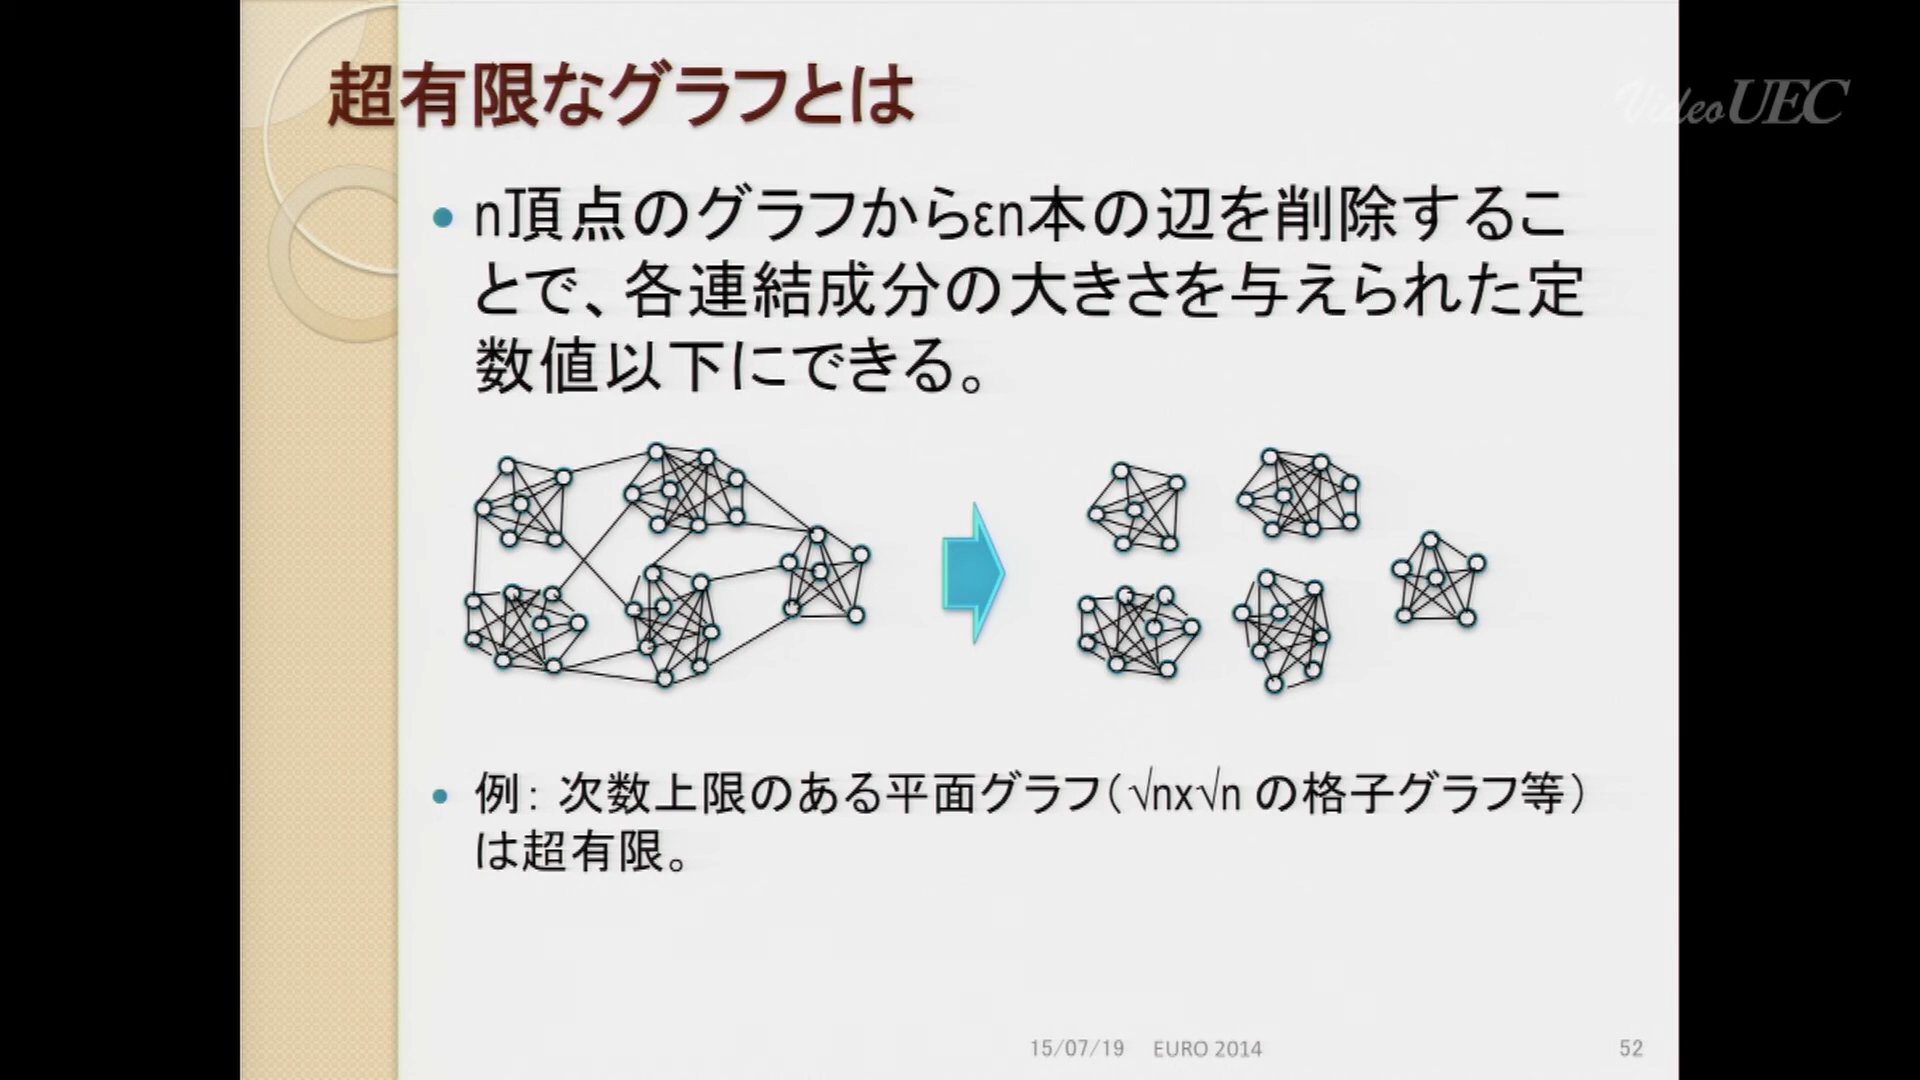 超有限なグラフとは
VideoUEC
• n頂点のグラフからεn本の辺を削除するこ
とで、各連結成分の大きさを与えられた定
数値以下にできる。
• 例: 次数上限のある平面グラフ(√nx√n の格子グラフ等)
は超有限。
15/07/19 EURO 2014 52